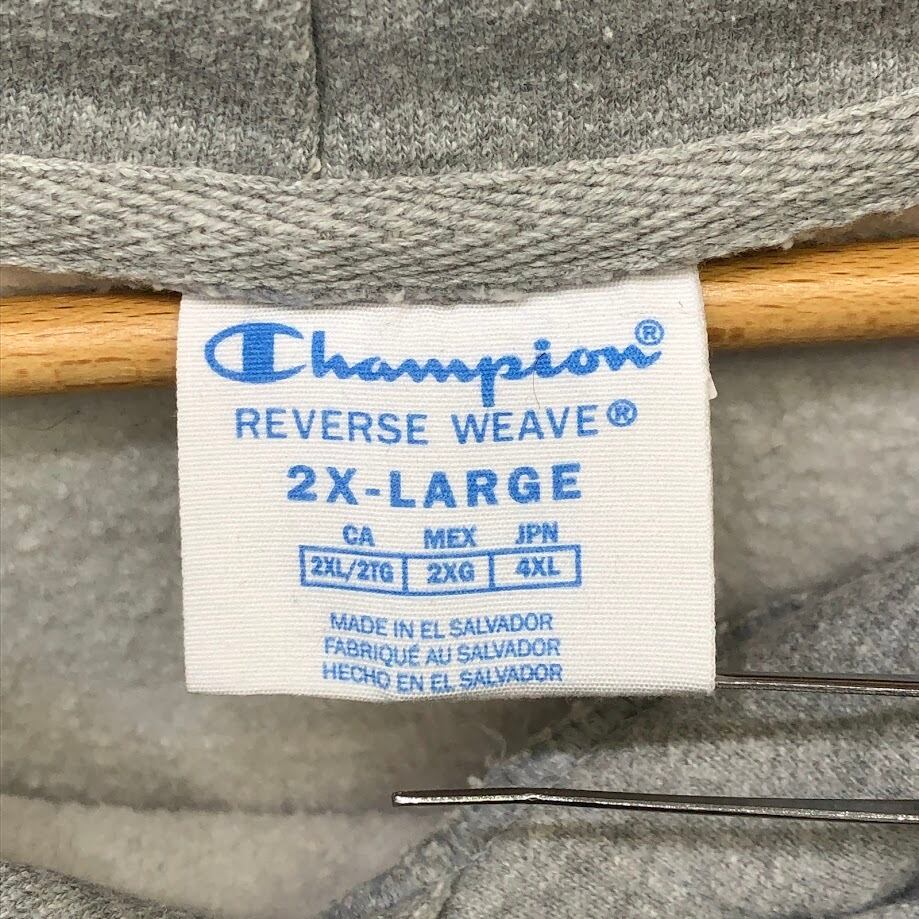 Champion®
REVERSE WEAVE®
2X-LARGE
CA MEX JPN
2XL/2TG 2XG 4XL
MADE IN EL SALVADOR
FABRIQUÉ AU SALVADOR
HECHO EN EL SALVADOR